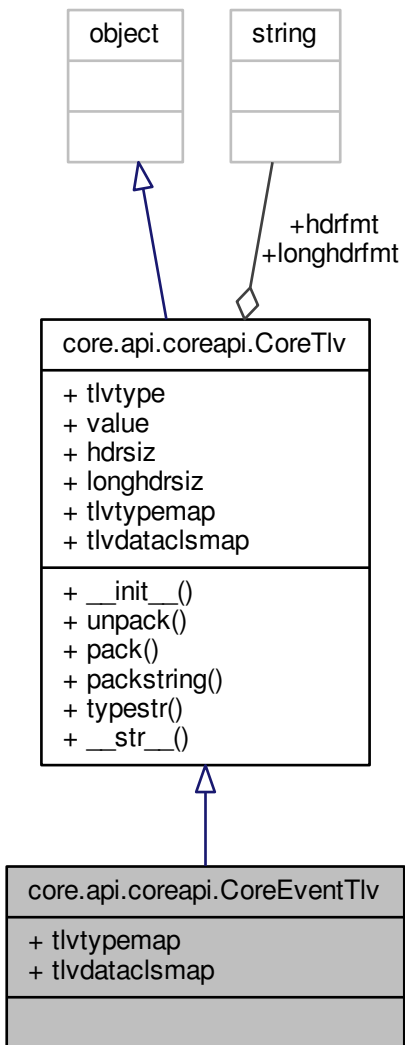 object
string
+hdrfmt
+longhdrfmt
core.api.coreapi.CoreTlv
+ tlvtype
+ value
+ hdrsiz
+ longhdrsiz
+ tlvtypemap
+ tlvdataclsmap
+ __init__()
+ unpack()
+ pack()
+ packstring()
+ typestr()
+ __str__()
core.api.coreapi.CoreEventTlv
+ tlvtypemap
+ tlvdataclsmap